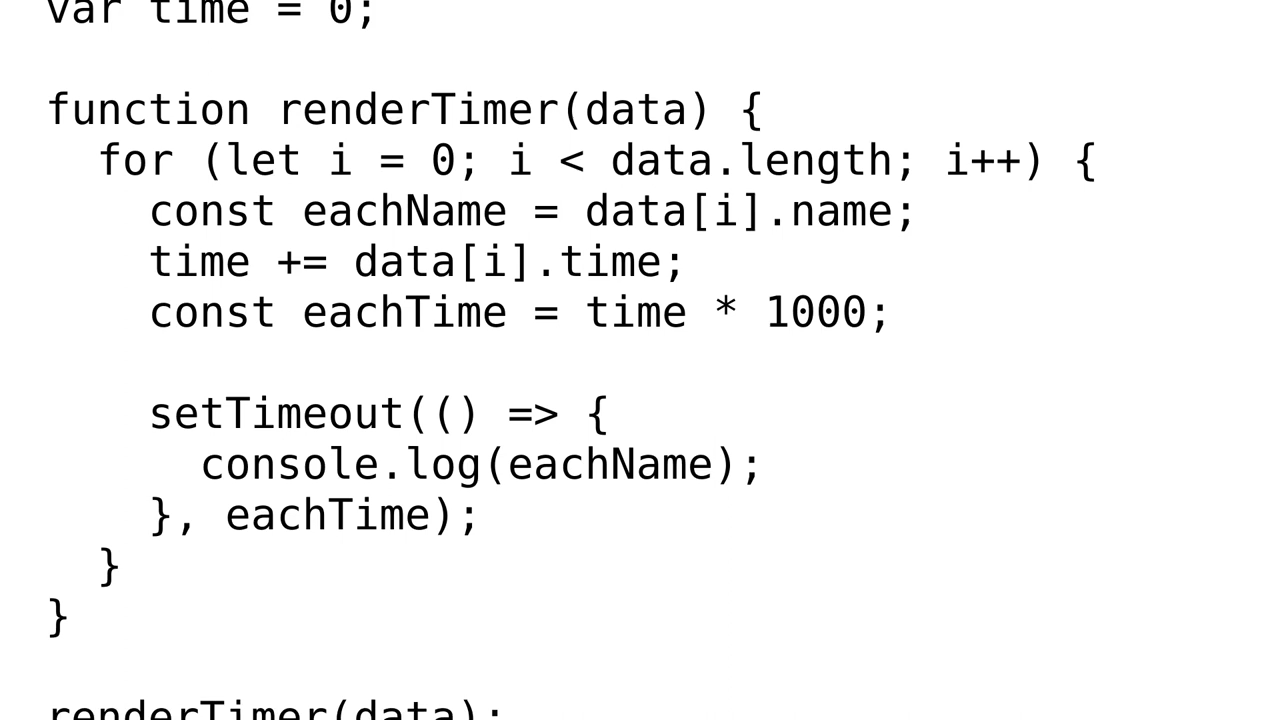 var time = 0;
function renderTimer(data) {
for (let i = 0; i < data.length; i++) {
const eachName = data[i].name;
time += data[i].time;
const eachTime = time * 1000;
setTimeout(() => {
console.log(eachName);
}, eachTime);
}
}
renderTimer(data);